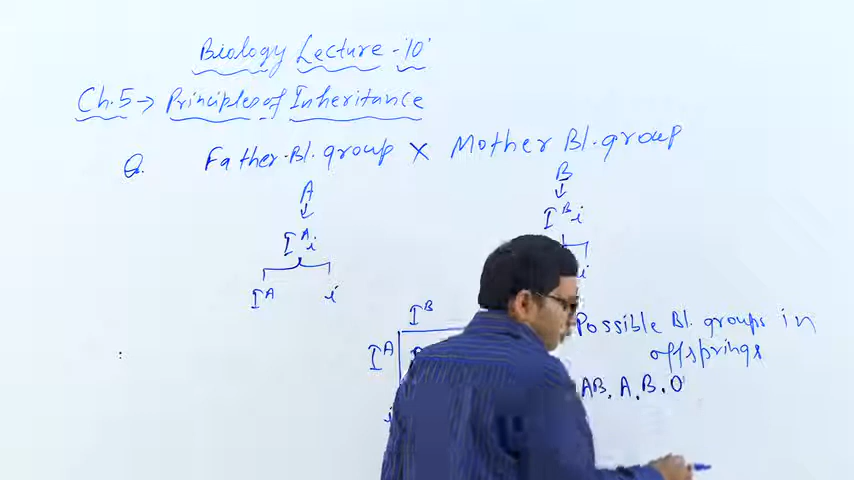 Biology Lecture-'10'
Ch.5→ Principles of Inheritance
Q. Father.Bl.group X Mother Bl.group
A B
Iᴬi Iᴮi
Iᴬ i i
Iᴮ
Iᴬ
i
Possible Bl. groups in
offsprings
AB, A, B, O